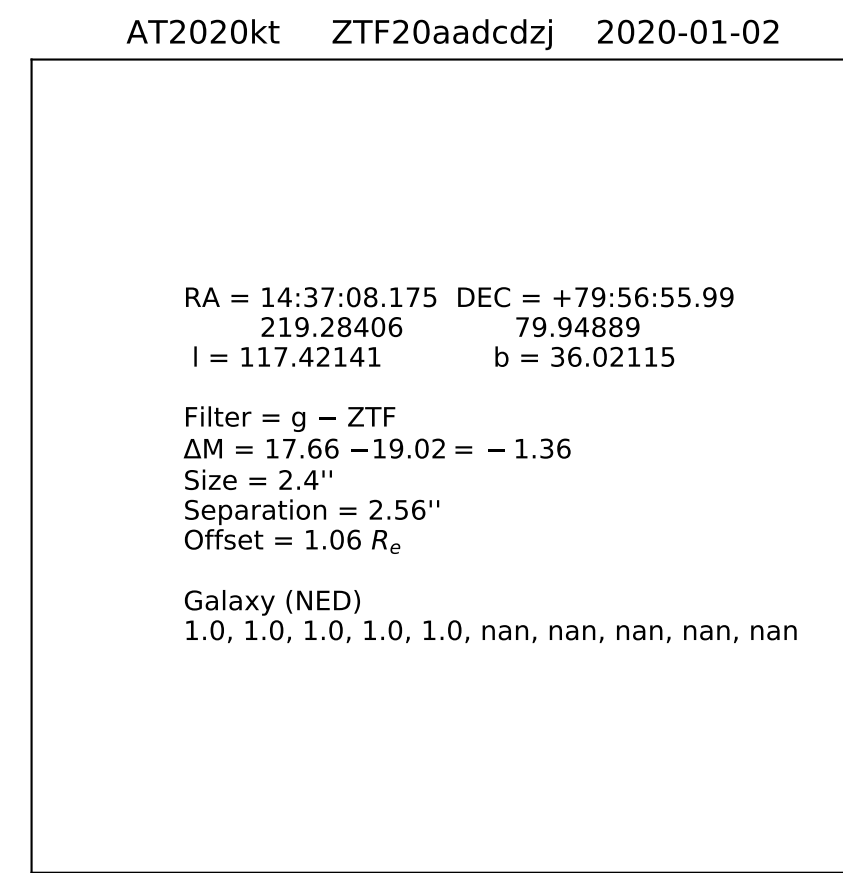 AT2020kt ZTF20aadcdzj 2020-01-02
RA = 14:37:08.175 DEC = +79:56:55.99
219.28406 79.94889
l = 117.42141 b = 36.02115
Filter = g − ZTF
ΔM = 17.66 −19.02 = − 1.36
Size = 2.4''
Separation = 2.56''
Offset = 1.06 Re
Galaxy (NED)
1.0, 1.0, 1.0, 1.0, 1.0, nan, nan, nan, nan, nan